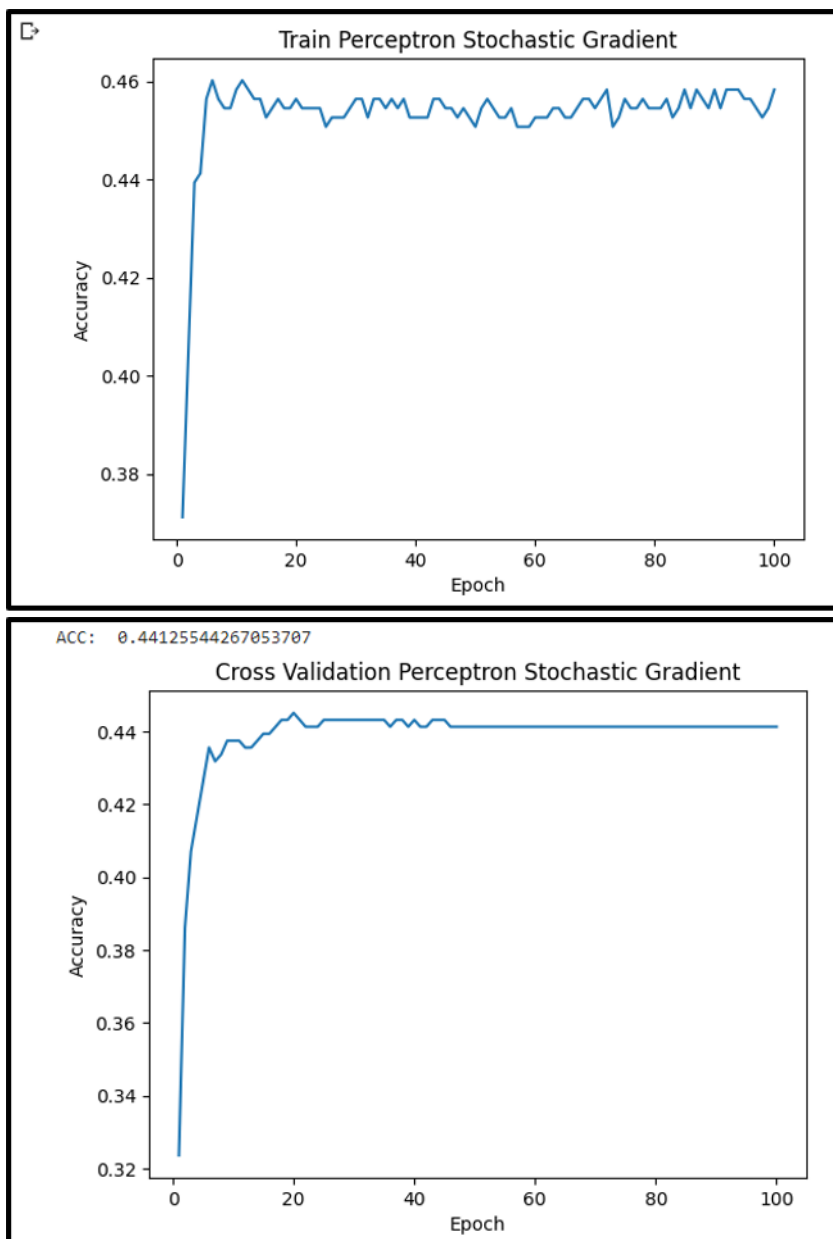 Train Perceptron Stochastic Gradient
0.46
0.44
0.42
0.40
0.38
Accuracy
0 20 40 60 80 100
Epoch
ACC: 0.44125544267053707
Cross Validation Perceptron Stochastic Gradient
0.44
0.42
0.40
0.38
0.36
0.34
0.32
Accuracy
0 20 40 60 80 100
Epoch